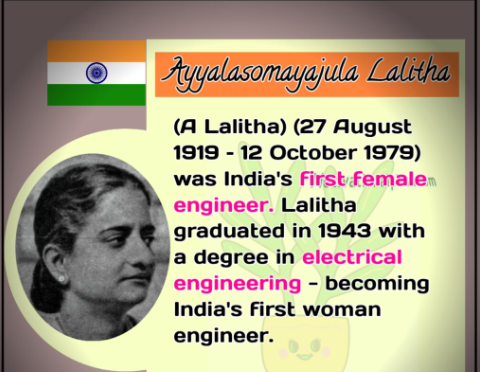 Ayyalasomayajula Lalitha
(A Lalitha) (27 August
1919 - 12 October 1979)
was India's first female
engineer. Lalitha
graduated in 1943 with
a degree in electrical
engineering - becoming
India's first woman
engineer.